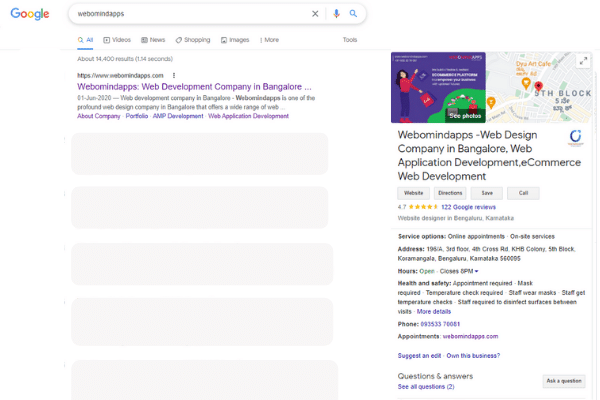 Google
webomindapps
All Videos News Shopping Images More Tools
About 14,400 results (1.14 seconds)
https://www.webomindapps.com
Webomindapps: Web Development Company in Bangalore ...
01-Jun-2020 — Web development company in Bangalore - Webomindapps is one of the
profound web design company in Bangalore that offers a wide range of web ...
About Company · Portfolio · AMP Development · Web Application Development
ECOMMERCE PLATFORM
See photos
Dya Art Cafe
5TH BLOCK
5 ನೇ
Webomindapps -Web Design
Company in Bangalore, Web
Application Development,eCommerce
Web Development
Website Directions Save Call
4.7 122 Google reviews
Website designer in Bengaluru, Karnataka
Service options: Online appointments · On-site services
Address: 196/A, 3rd floor, 4th Cross Rd, KHB Colony, 5th Block,
Koramangala, Bengaluru, Karnataka 560095
Hours: Open · Closes 8PM
Health and safety: Appointment required · Mask
required · Temperature check required · Staff wear masks · Staff get
temperature checks · Staff required to disinfect surfaces between
visits · More details
Phone: 093533 70081
Appointments: webomindapps.com
Suggest an edit · Own this business?
Questions & answers
See all questions (2)
Ask a question